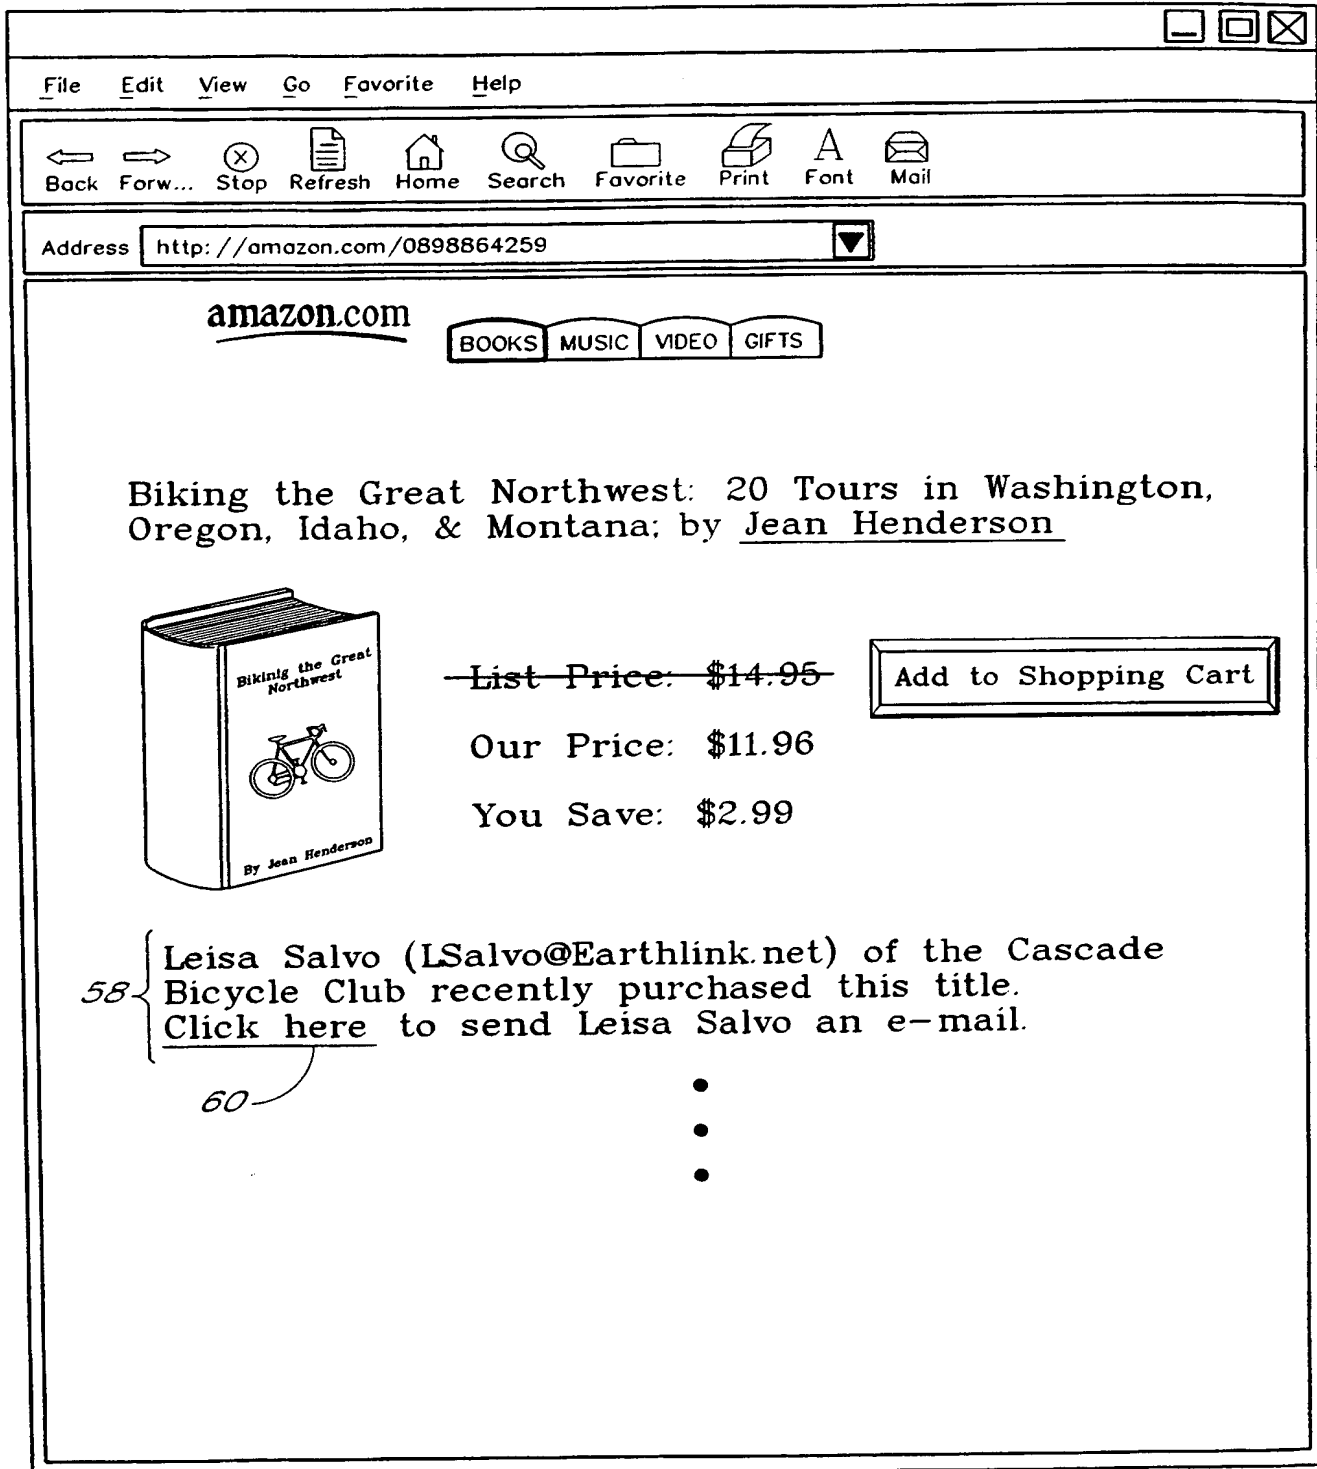 File Edit View Go Favorite Help
Back Forw... Stop Refresh Home Search Favorite Print Font Mail
Address http://amazon.com/0898864259
amazon.com
BOOKS MUSIC VIDEO GIFTS
Biking the Great Northwest: 20 Tours in Washington,
Oregon, Idaho, & Montana; by Jean Henderson
Bikinig the Great
Northwest
By Jean Henderson
List Price: $14.95
Add to Shopping Cart
Our Price: $11.96
You Save: $2.99
58
Leisa Salvo (LSalvo@Earthlink.net) of the Cascade
Bicycle Club recently purchased this title.
Click here to send Leisa Salvo an e-mail.
60